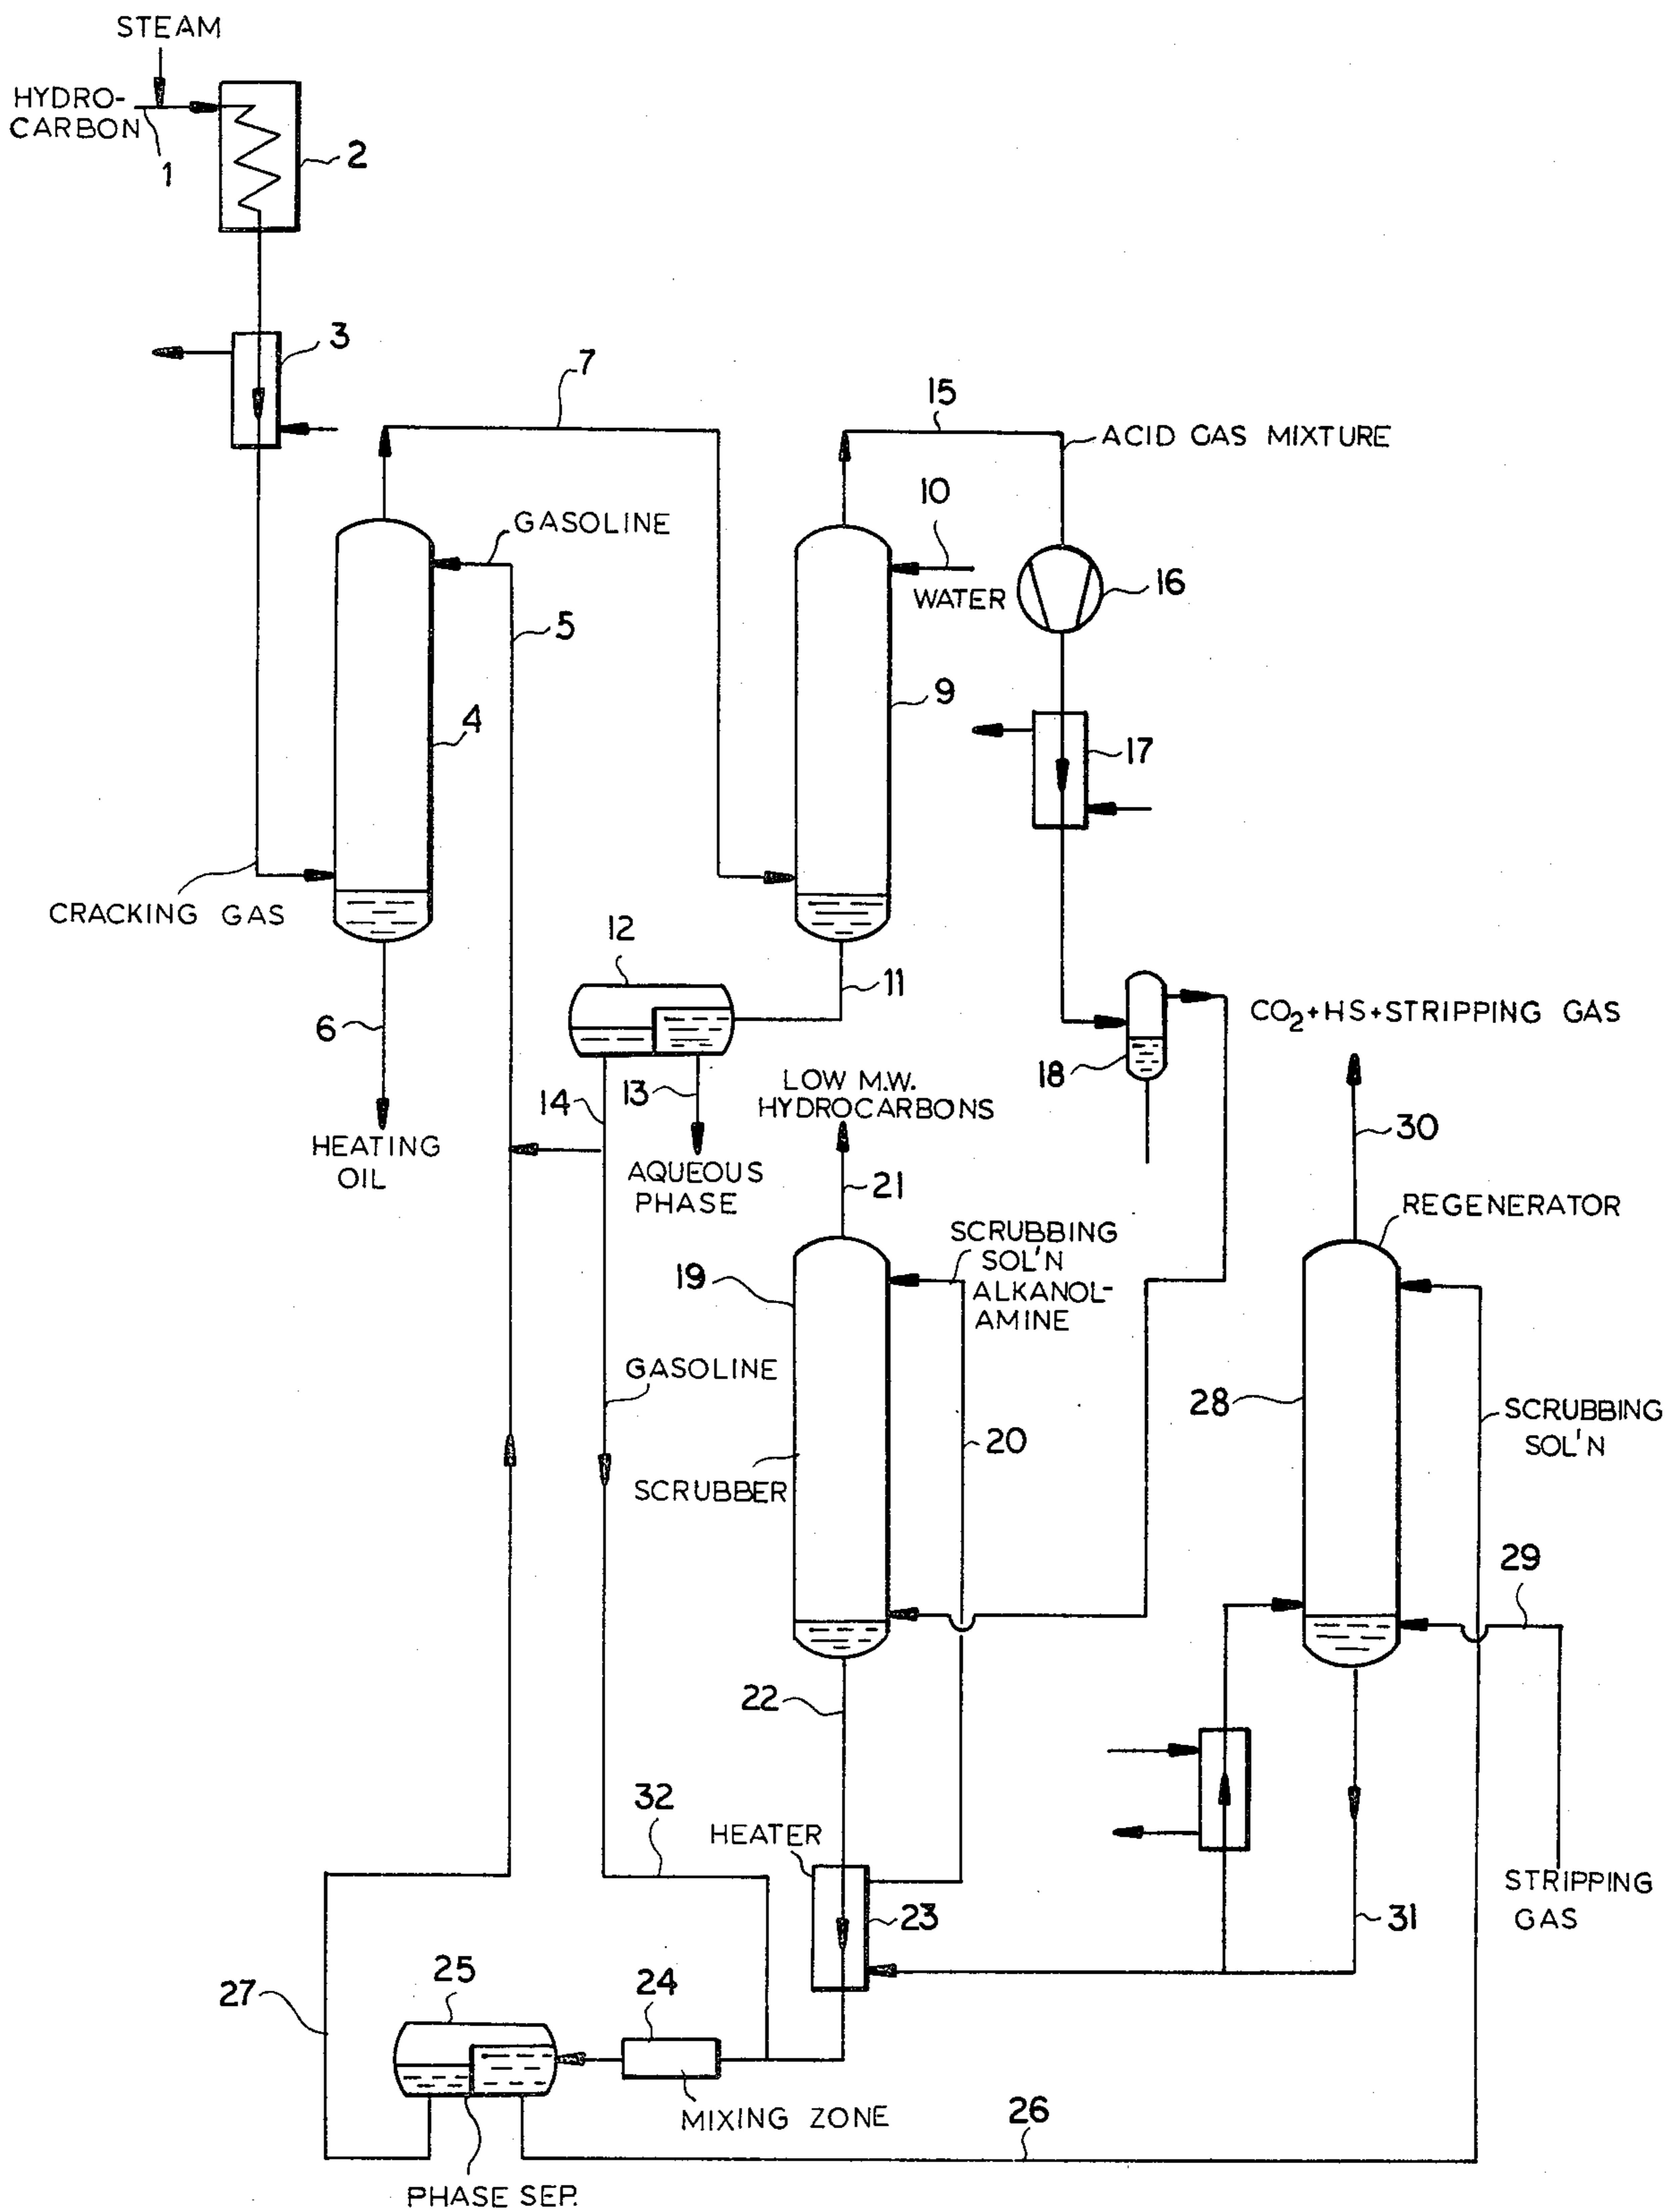 STEAM
HYDRO-
CARBON
1
2
3
7
15
ACID GAS MIXTURE
10
GASOLINE
WATER
16
5
9
4
17
CRACKING GAS
12
11
CO2+HS+STRIPPING GAS
6
18
LOW M.W.
HYDROCARBONS
14
13
30
HEATING
OIL
AQUEOUS
PHASE
21
REGENERATOR
SCRUBBING
SOL'N
ALKANOL-
AMINE
19
GASOLINE
28
SCRUBBING
SOL'N
20
SCRUBBER
29
22
32
HEATER
STRIPPING
GAS
23
31
25
24
27
MIXING ZONE
26
PHASE SEP.